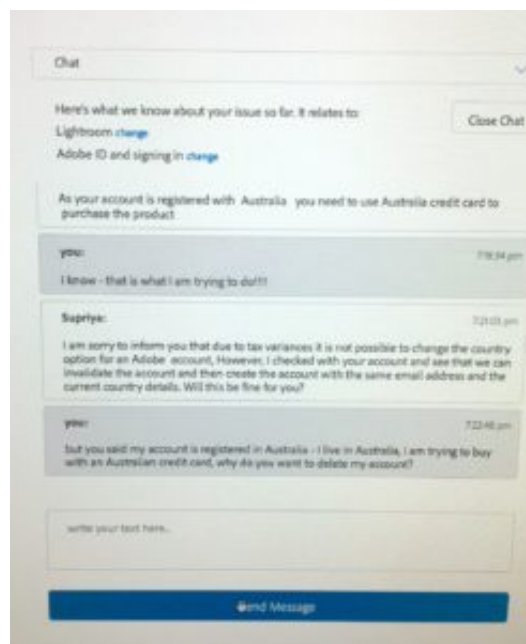 Chat
Here's what we know about your issue so far. It relates to:
Close Chat
Lightroom change
Adobe ID and signing in change
As your account is registered with Australia you need to use Australia credit card to
purchase the product
you:
I know - that is what I am trying to do!!!!
Supriya:
I am sorry to inform you that due to tax variances it is not possible to change the country
option for an Adobe account, However, I checked with your account and see that we can
invalidate the account and then create the account with the same email address and the
current country details. Will this be fine for you?
you:
but you said my account is registered in Australia - I live in Australia, I am trying to buy
with an Australian credit card, why do you want to delete my account?
write your text here..
Send Message